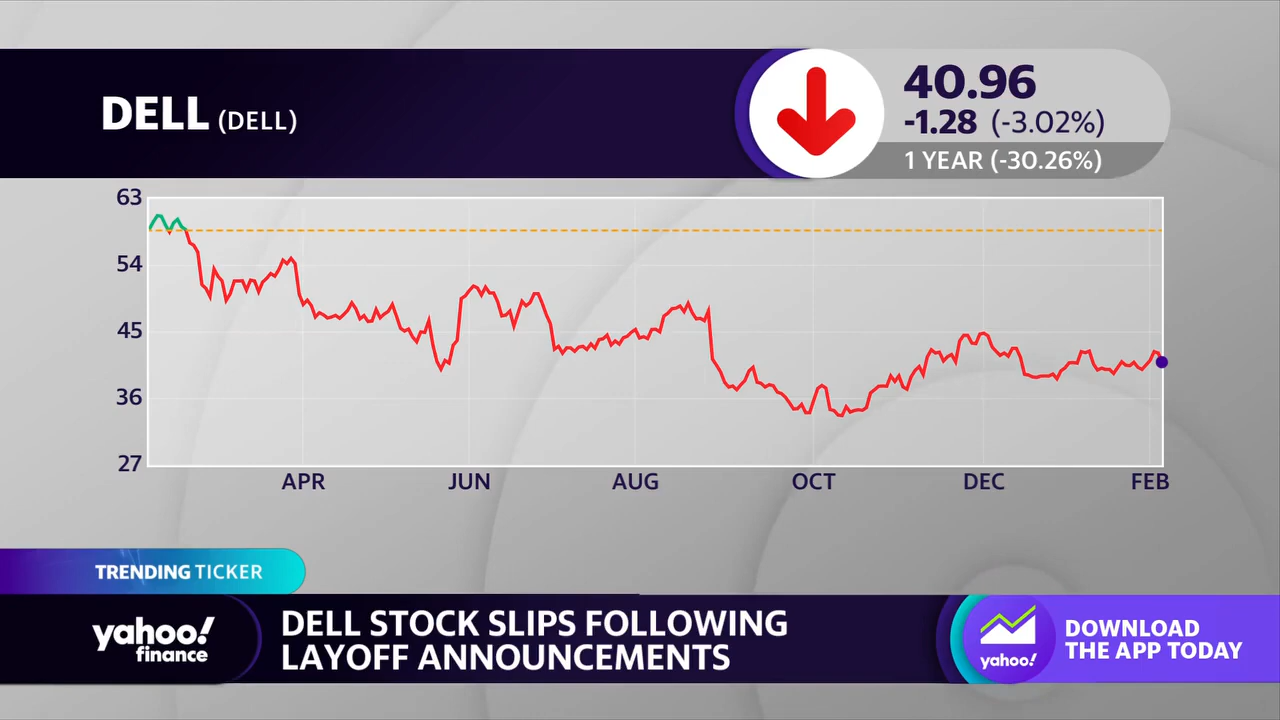 DELL (DELL)
40.96
-1.28 (-3.02%)
1 YEAR (-30.26%)
63
54
45
36
27
APR JUN AUG OCT DEC FEB
TRENDING TICKER
yahoo!
finance
DELL STOCK SLIPS FOLLOWING
LAYOFF ANNOUNCEMENTS
yahoo!
DOWNLOAD
THE APP TODAY